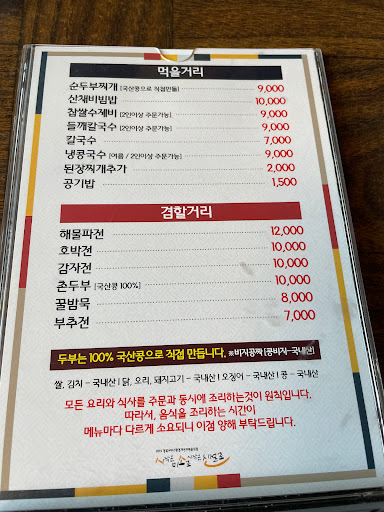 먹을거리
순두부찌개 [국산콩으로 직접만듦] 9,000
산채비빔밥 10,000
찹쌀수제비 [2인이상 주문가능] 9,000
들깨칼국수 [2인이상 주문가능] 9,000
칼국수 7,000
냉콩국수 [여름 / 2인이상 주문가능] 9,000
된장찌개추가 2,000
공기밥 1,500
겸할거리
해물파전 12,000
호박전 10,000
감자전 10,000
촌두부 [국산콩 100%] 10,000
꿀밤묵 8,000
부추전 7,000
두부는 100% 국산콩으로 직접 만듭니다. ※비지공짜 (콩비지-국내산)
쌀, 김치 - 국내산 l 닭, 오리, 돼지고기 - 국내산 l 오징어 - 국내산 l 콩 - 국내산
모든 요리와 식사를 주문과 동시에 조리하는것이 원칙입니다.
따라서, 음식을 조리하는 시간이
메뉴마다 다르게 소요되니 이점 양해 부탁드립니다.